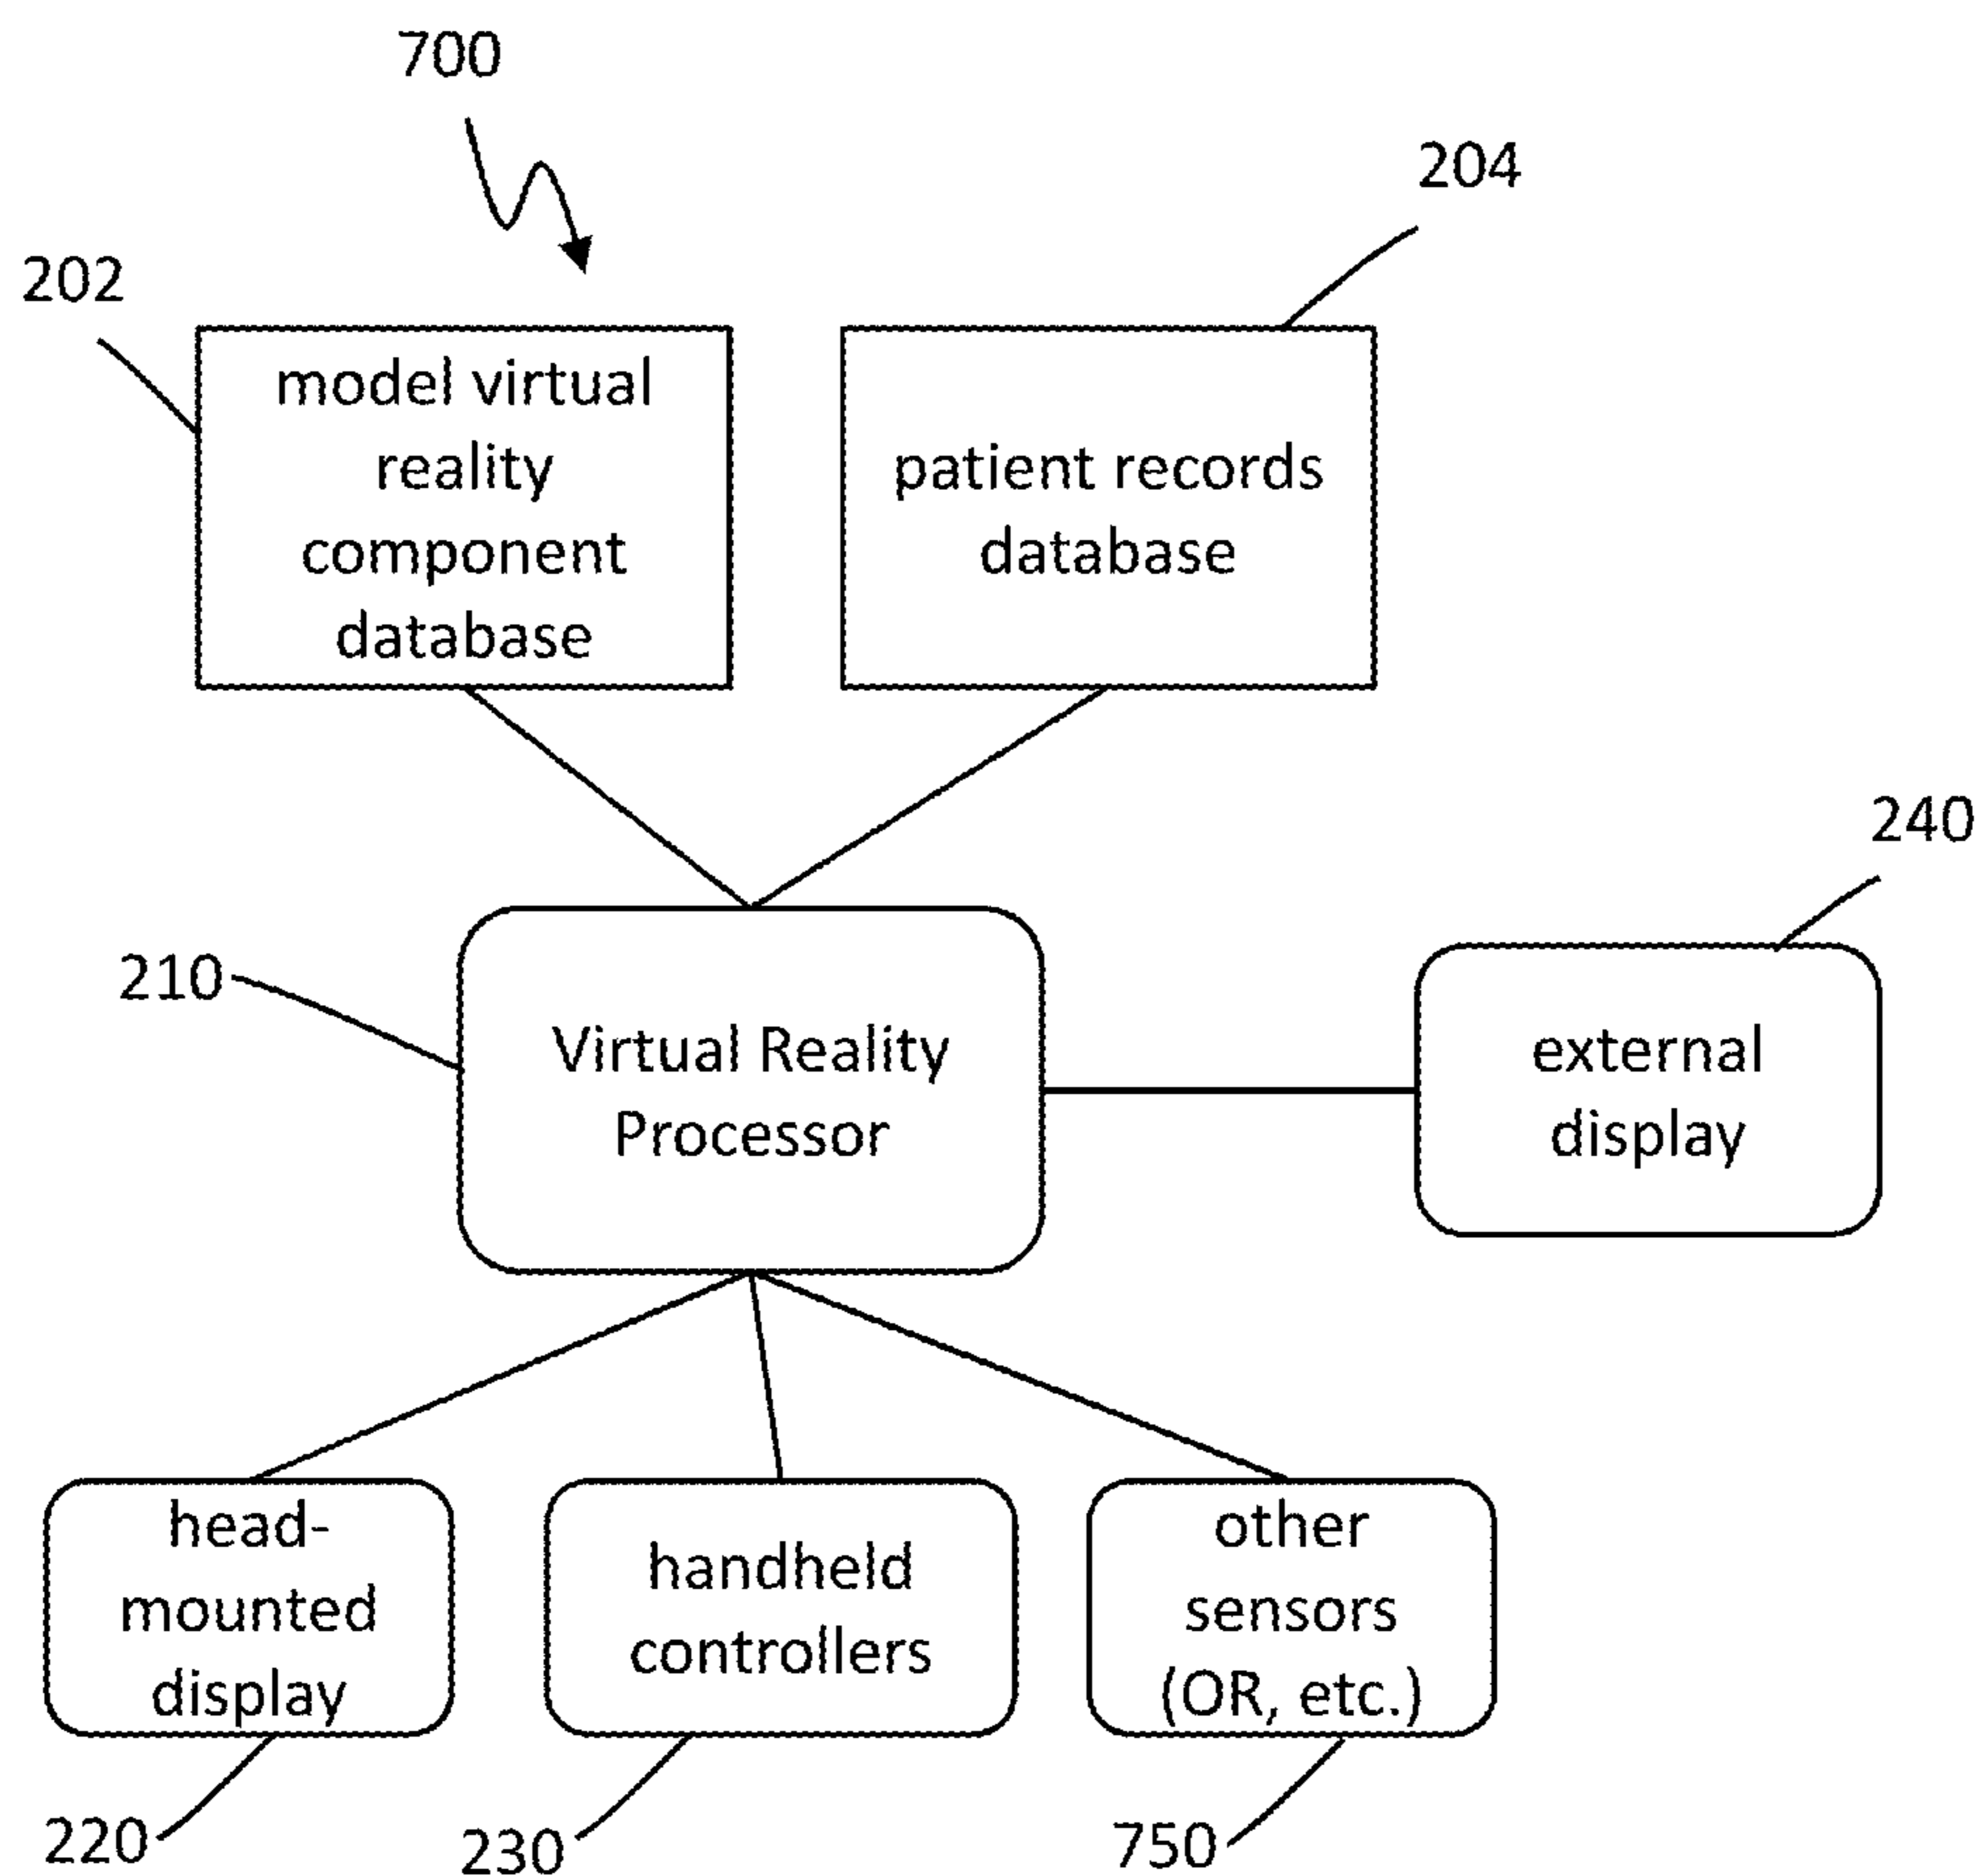 700
204
202
model virtual
reality
component
database
patient records
database
240
210
Virtual Reality
Processor
external
display
head-
mounted
display
handheld
controllers
other
sensors
(OR, etc.)
220
230
750